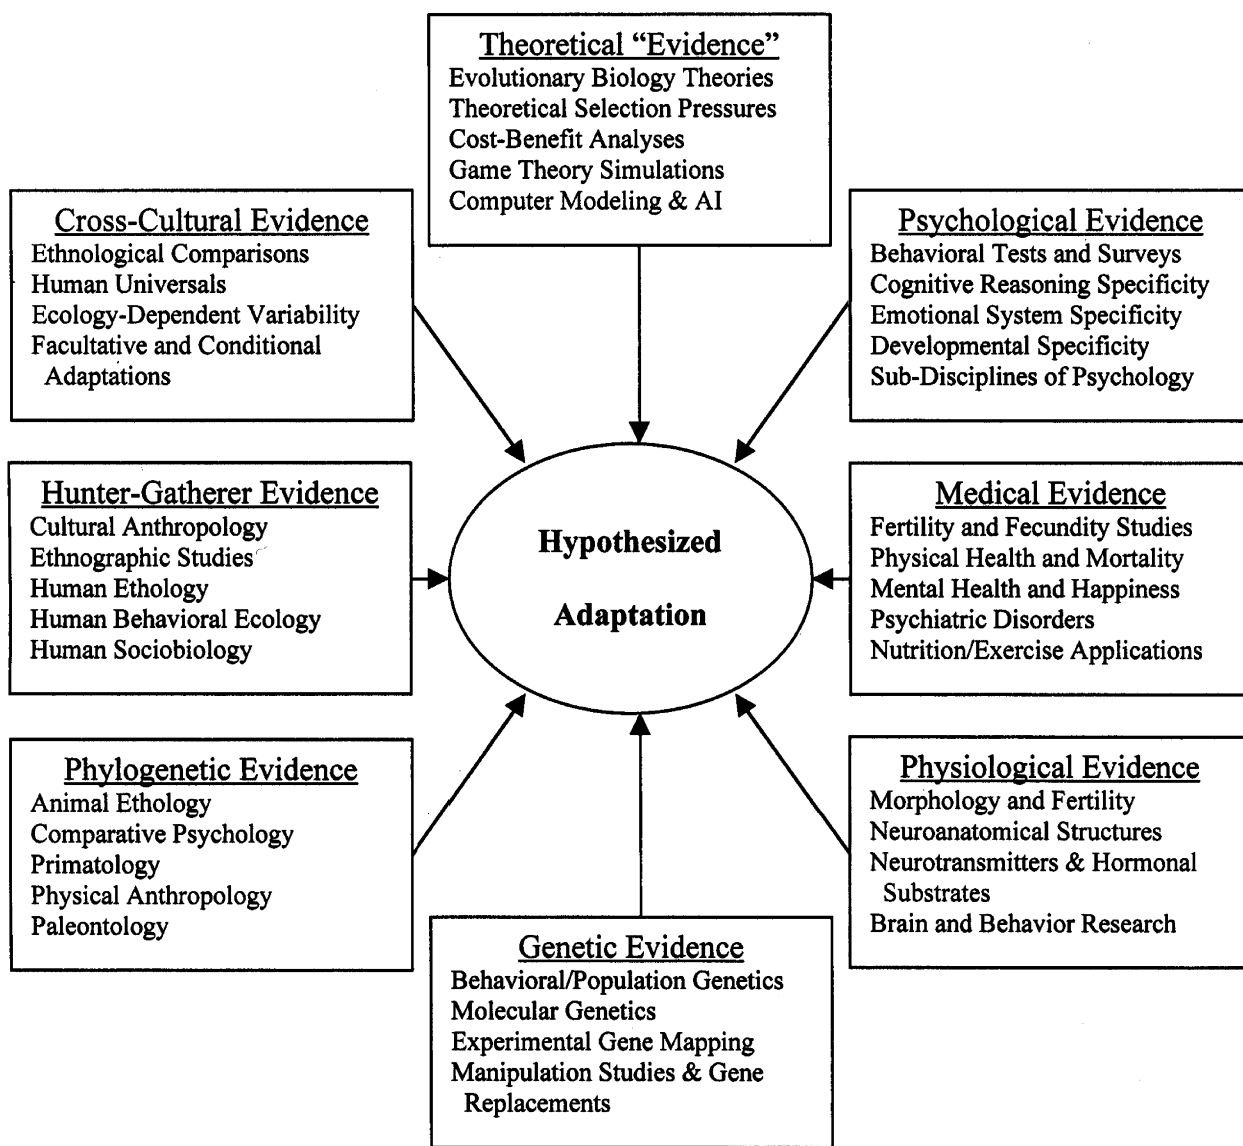 Theoretical “Evidence”
Evolutionary Biology Theories
Theoretical Selection Pressures
Cost-Benefit Analyses
Game Theory Simulations
Computer Modeling & AI
Cross-Cultural Evidence
Ethnological Comparisons
Human Universals
Ecology-Dependent Variability
Facultative and Conditional
Adaptations
Psychological Evidence
Behavioral Tests and Surveys
Cognitive Reasoning Specificity
Emotional System Specificity
Developmental Specificity
Sub-Disciplines of Psychology
Hunter-Gatherer Evidence
Cultural Anthropology
Ethnographic Studies
Human Ethology
Human Behavioral Ecology
Human Sociobiology
Hypothesized
Adaptation
Medical Evidence
Fertility and Fecundity Studies
Physical Health and Mortality
Mental Health and Happiness
Psychiatric Disorders
Nutrition/Exercise Applications
Phylogenetic Evidence
Animal Ethology
Comparative Psychology
Primatology
Physical Anthropology
Paleontology
Physiological Evidence
Morphology and Fertility
Neuroanatomical Structures
Neurotransmitters & Hormonal
Substrates
Brain and Behavior Research
Genetic Evidence
Behavioral/Population Genetics
Molecular Genetics
Experimental Gene Mapping
Manipulation Studies & Gene
Replacements